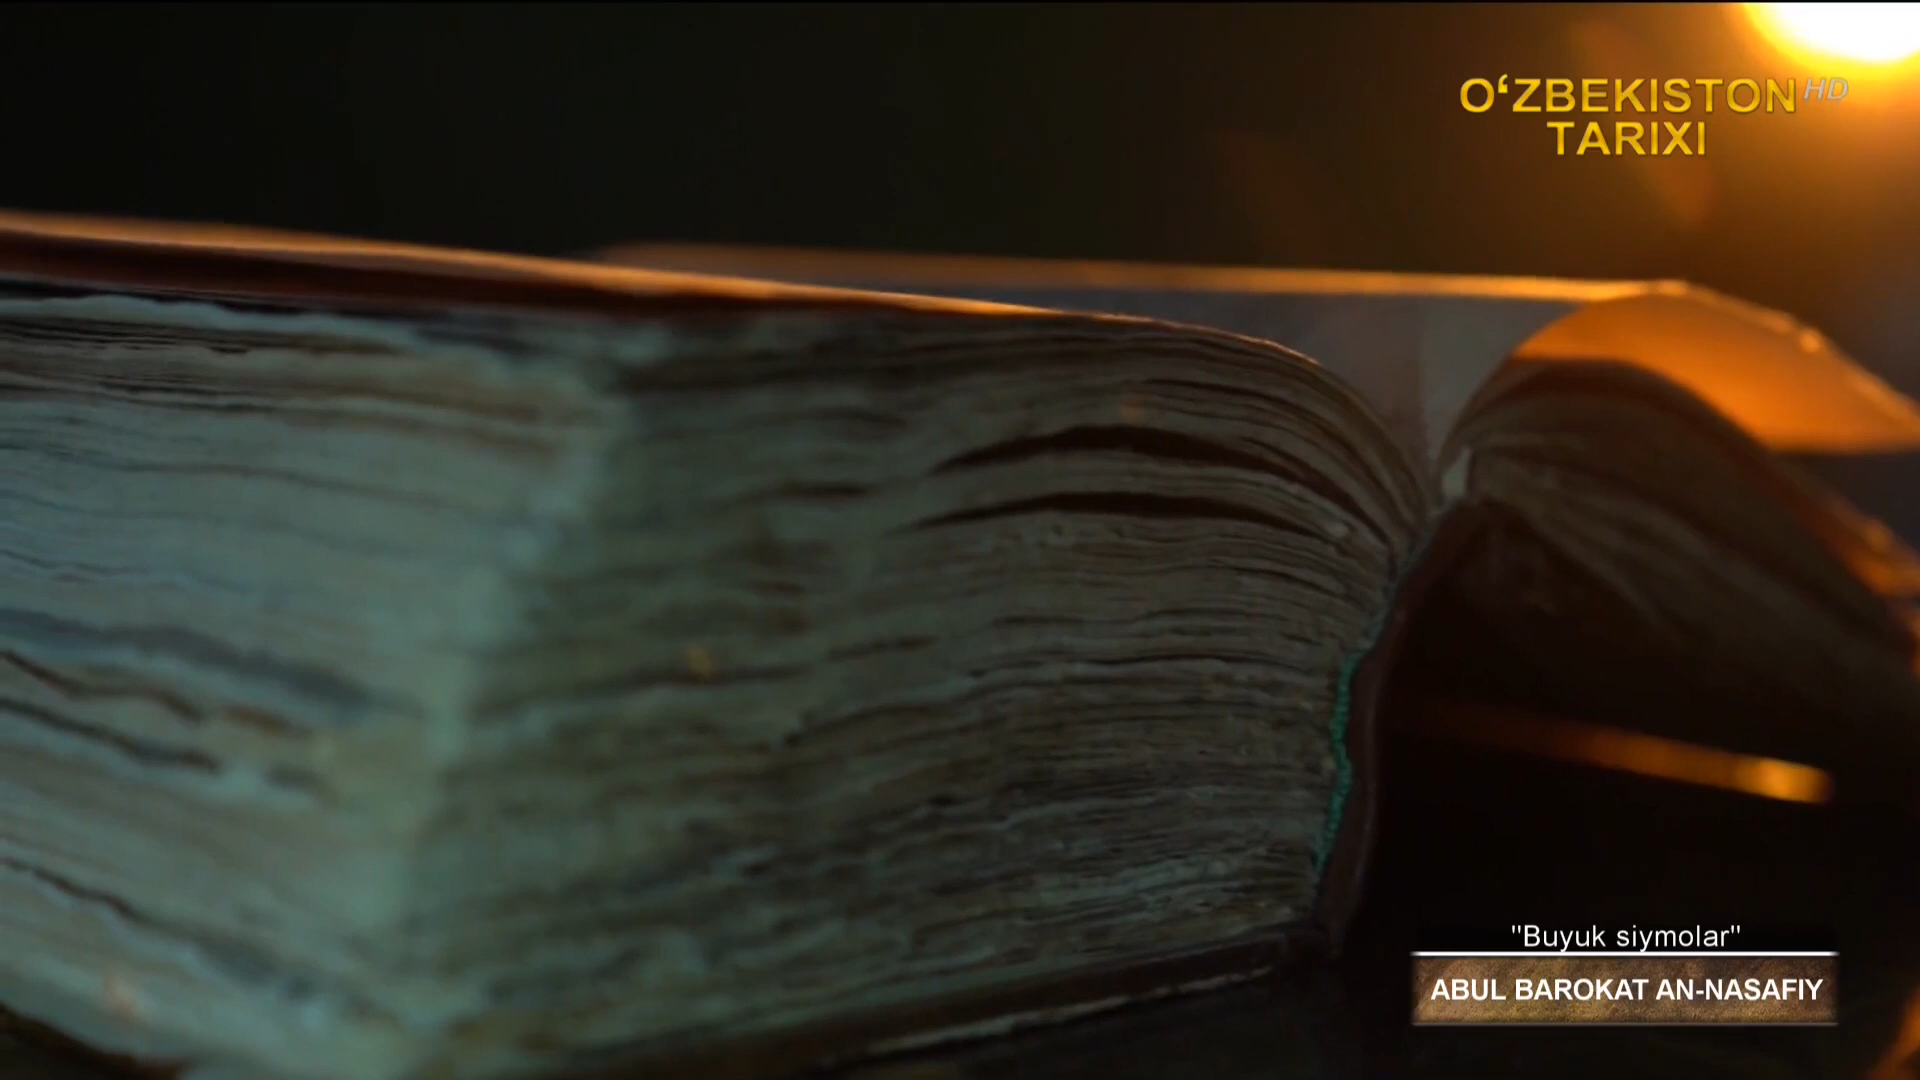 O‘ZBEKISTON HD
TARIXI
"Buyuk siymolar"
ABUL BAROKAT AN-NASAFIY